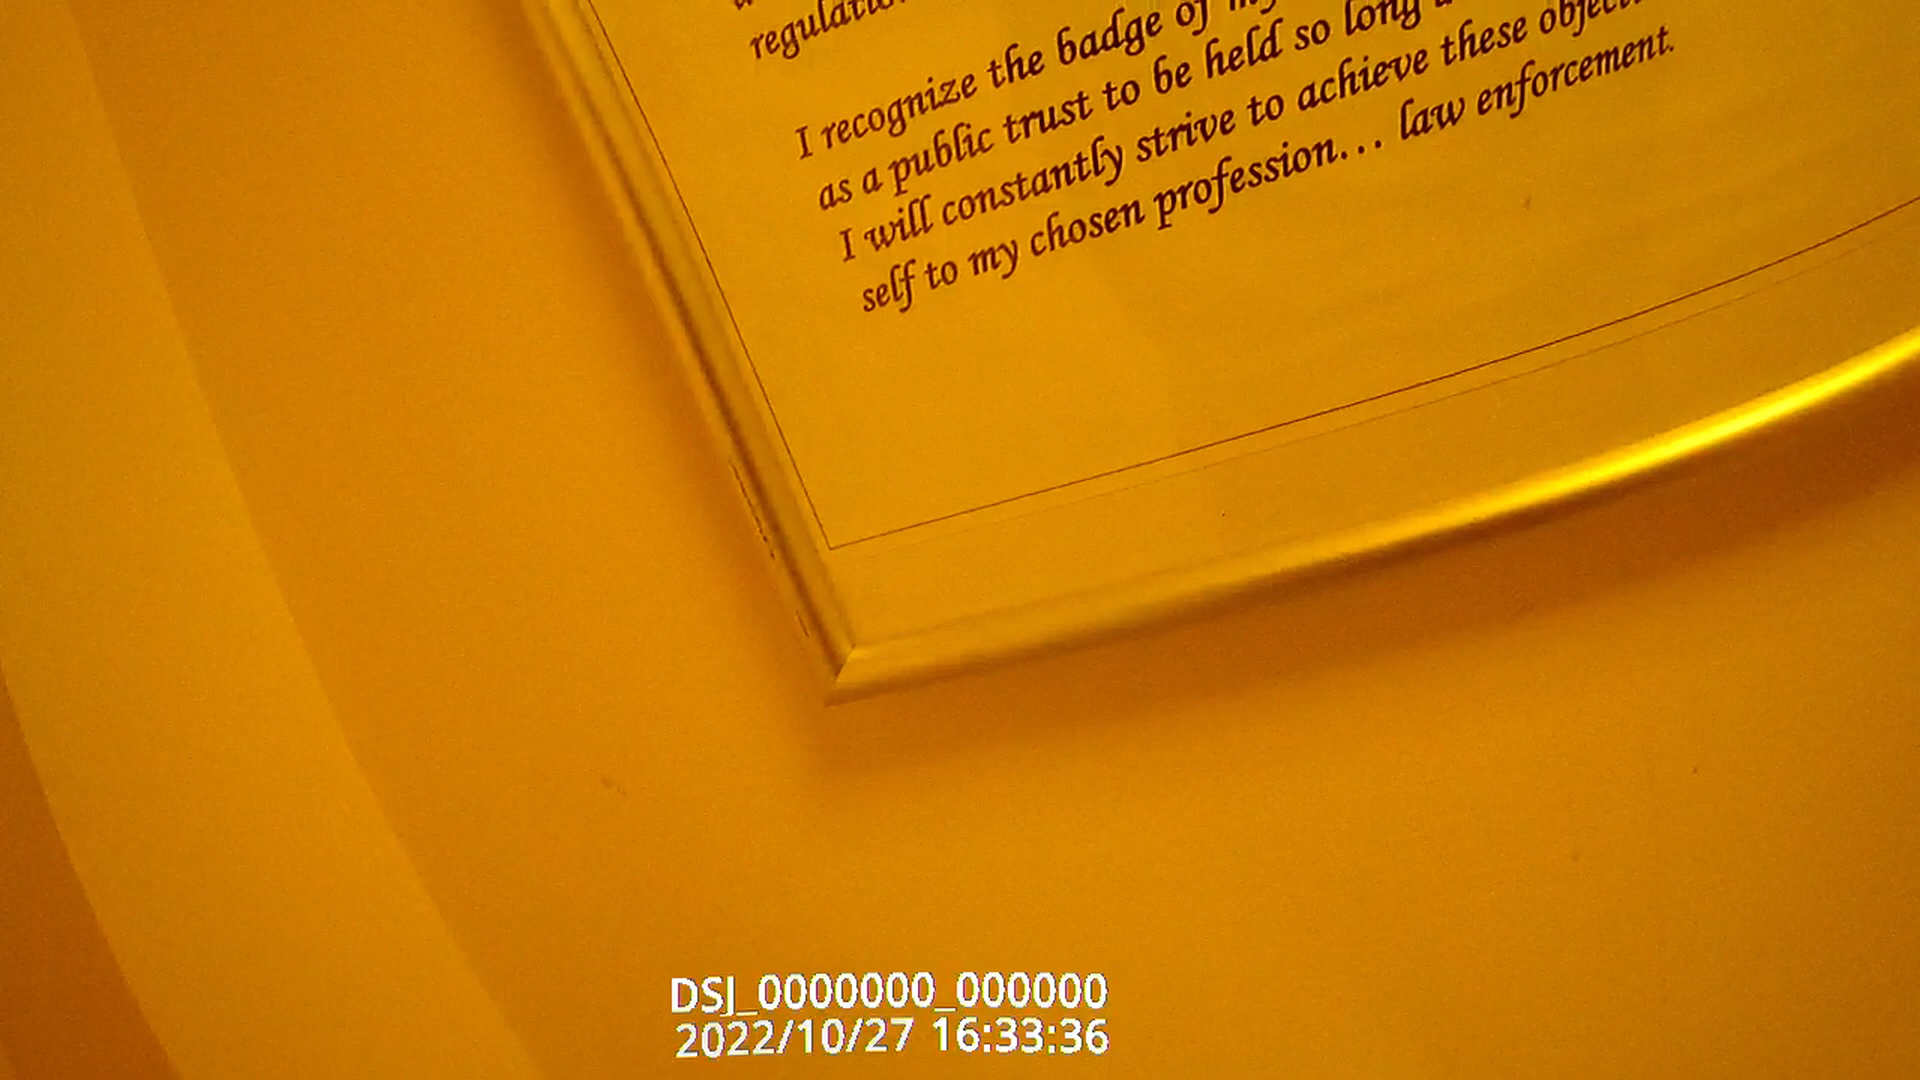 I recognize the badge of
as a public trust to be held so long
I will constantly strive to achieve these
self to my chosen profession... law enforcement.
DSJ_0000000_000000
2022/10/27 16:33:36